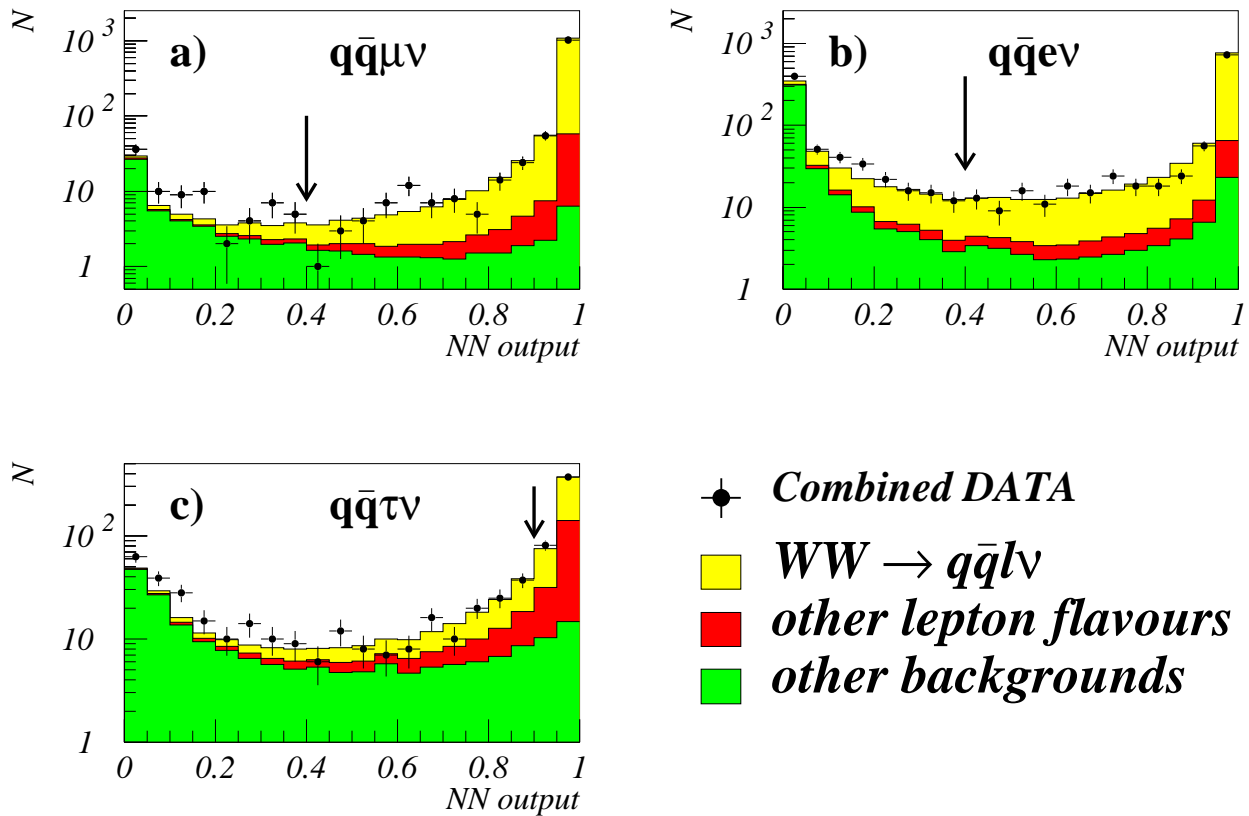 N
a) qq̄μν
10³
10²
10
1
0 0.2 0.4 0.6 0.8 1
NN output
N
b) qq̄eν
10³
10²
10
1
0 0.2 0.4 0.6 0.8 1
NN output
N
c) qq̄τν
10²
10
1
0 0.2 0.4 0.6 0.8 1
NN output
Combined DATA
WW → qq̄lν
other lepton flavours
other backgrounds